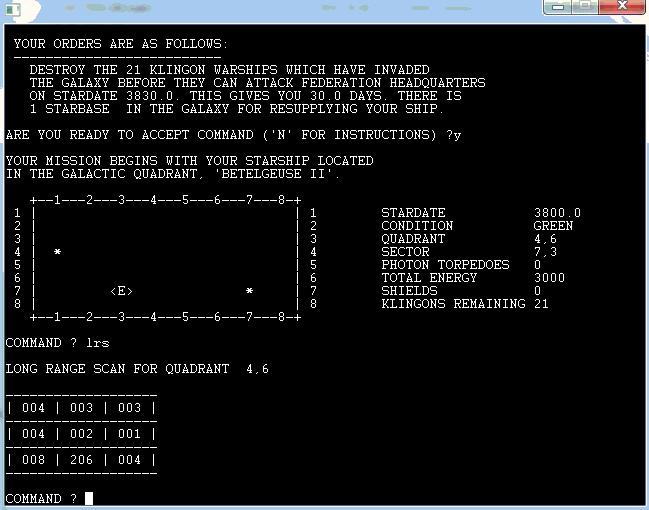 YOUR ORDERS ARE AS FOLLOWS:
--------------------------
DESTROY THE 21 KLINGON WARSHIPS WHICH HAVE INVADED
THE GALAXY BEFORE THEY CAN ATTACK FEDERATION HEADQUARTERS
ON STARDATE 3830.0. THIS GIVES YOU 30.0 DAYS. THERE IS
1 STARBASE  IN THE GALAXY FOR RESUPPLYING YOUR SHIP.
ARE YOU READY TO ACCEPT COMMAND ('N' FOR INSTRUCTIONS) ?y
YOUR MISSION BEGINS WITH YOUR STARSHIP LOCATED
IN THE GALACTIC QUADRANT, 'BETELGEUSE II'.
+--1---2---3---4---5---6---7---8-+
1 |                                | 1        STARDATE           3800.0
2 |                                | 2        CONDITION          GREEN
3 |                                | 3        QUADRANT           4,6
4 |  *                             | 4        SECTOR             7,3
5 |                                | 5        PHOTON TORPEDOES   0
6 |                                | 6        TOTAL ENERGY       3000
7 |         <E>              *     | 7        SHIELDS            0
8 |                                | 8        KLINGONS REMAINING 21
+--1---2---3---4---5---6---7---8-+
COMMAND ? lrs
LONG RANGE SCAN FOR QUADRANT  4,6
-------------------
| 004 | 003 | 003 |
-------------------
| 004 | 002 | 001 |
-------------------
| 008 | 206 | 004 |
-------------------
COMMAND ?